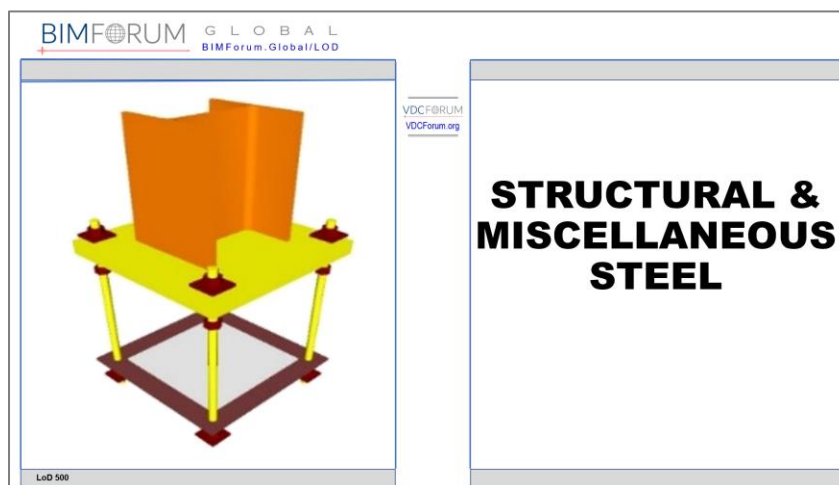 BIMFORUM GLOBAL
BIMForum.Global/LOD
VDCFORUM
VDCForum.org
STRUCTURAL &
MISCELLANEOUS
STEEL
LoD 500